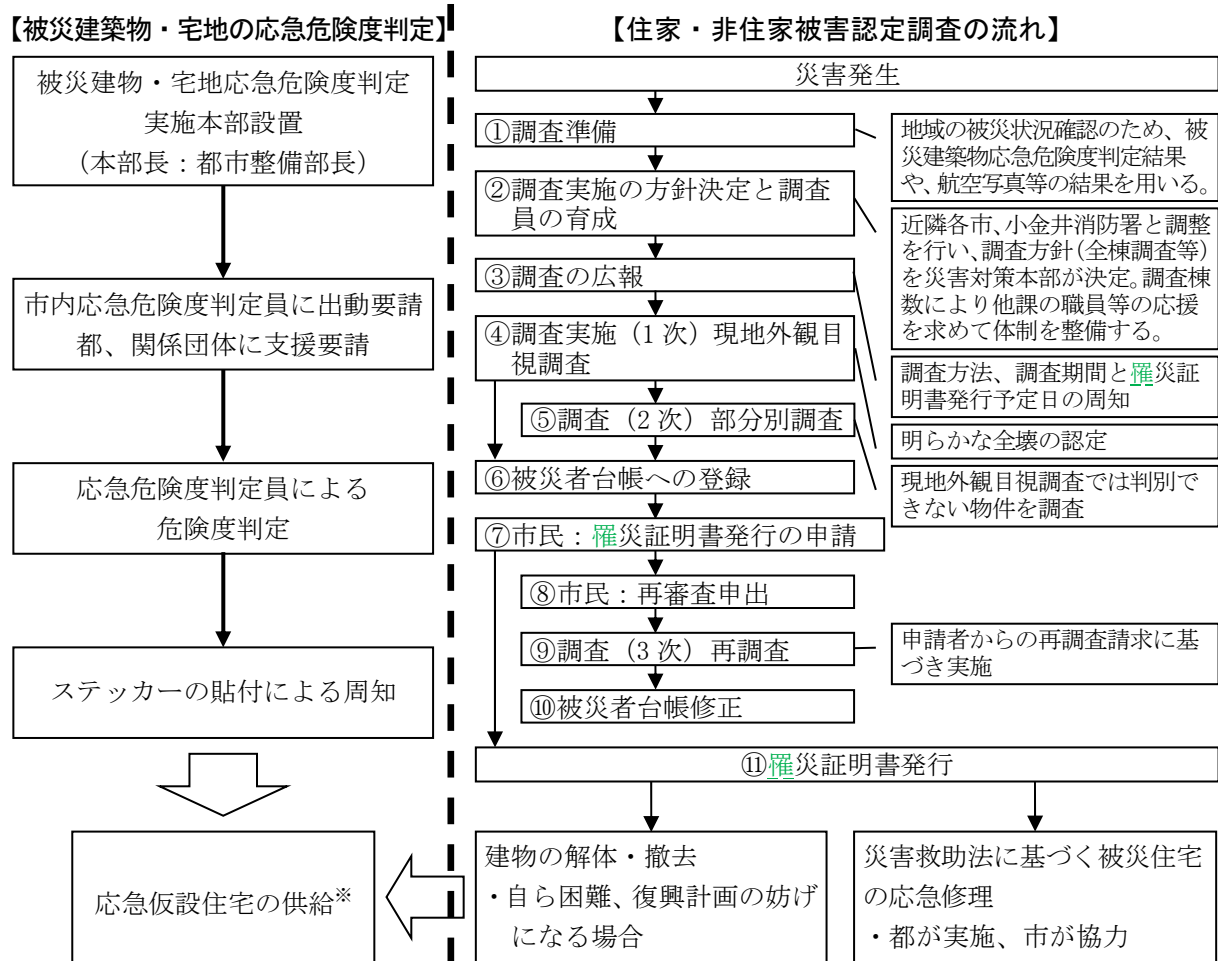 【被災建築物・宅地の応急危険度判定】
被災建物・宅地応急危険度判定
実施本部設置
（本部長：都市整備部長）
市内応急危険度判定員に出動要請
都、関係団体に支援要請
応急危険度判定員による
危険度判定
ステッカーの貼付による周知
応急仮設住宅の供給※
【住家・非住家被害認定調査の流れ】
災害発生
①調査準備
地域の被災状況確認のため、被
災建築物応急危険度判定結果
や、航空写真等の結果を用いる。
②調査実施の方針決定と調査
員の育成
近隣各市、小金井消防署と調整
を行い、調査方針（全棟調査等）
を災害対策本部が決定。調査棟
数により他課の職員等の応援
を求めて体制を整備する。
③調査の広報
調査方法、調査期間と罹災証
明書発行予定日の周知
④調査実施（1次）現地外観目
視調査
明らかな全壊の認定
⑤調査（2次）部分別調査
現地外観目視調査では判別で
きない物件を調査
⑥被災者台帳への登録
⑦市民：罹災証明書発行の申請
⑧市民：再審査申出
⑨調査（3次）再調査
申請者からの再調査請求に基
づき実施
⑩被災者台帳修正
⑪罹災証明書発行
建物の解体・撤去
・自ら困難、復興計画の妨げ
になる場合
災害救助法に基づく被災住宅
の応急修理
・都が実施、市が協力